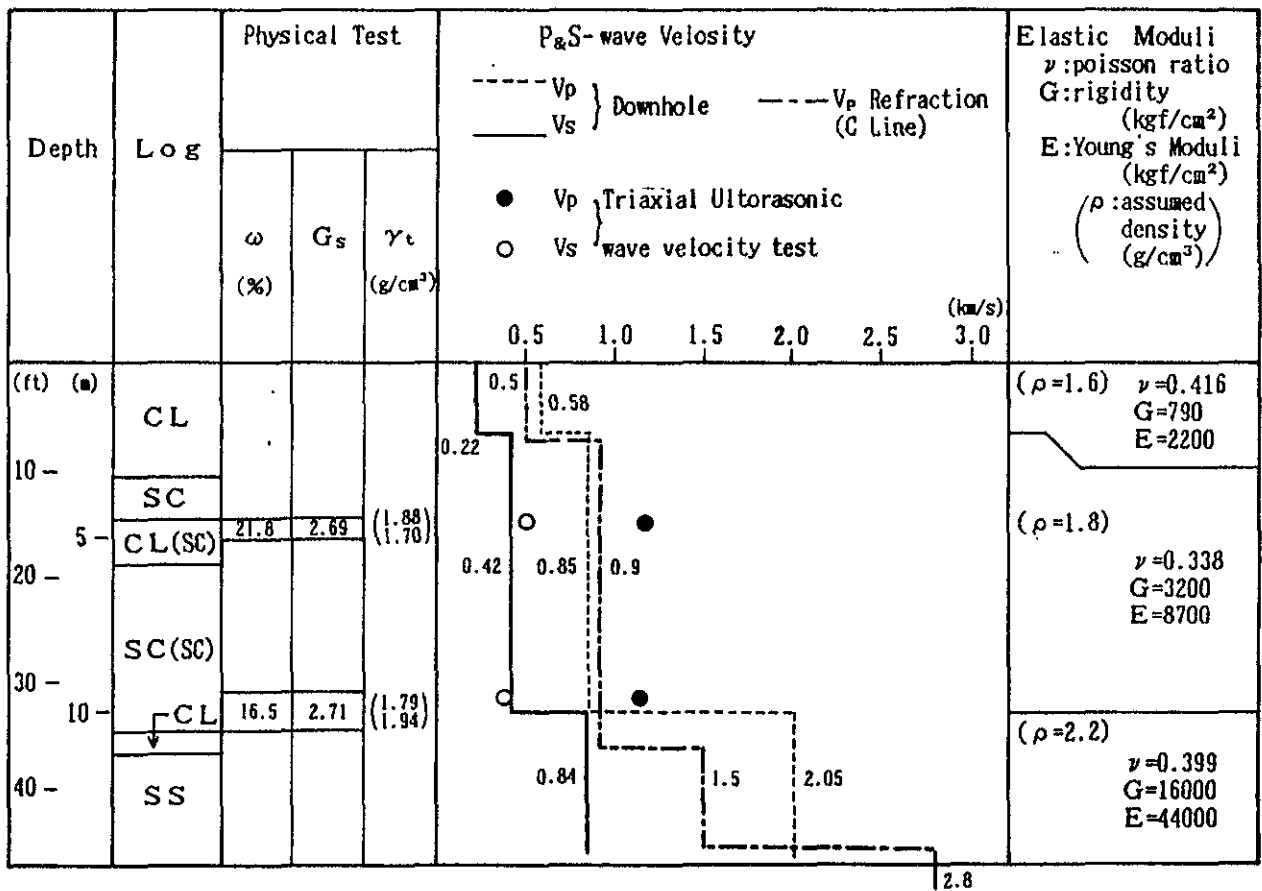 Physical Test
P&S-wave Velosity
Elastic Moduli
ν:poisson ratio
G:rigidity
(kgf/cm²)
E:Young's Moduli
(kgf/cm²)
(ρ:assumed
density
(g/cm³))
Vp
Vs
} Downhole
Vp Refraction
(C Line)
Depth
Log
Vp
Vs
} Triaxial Ultorasonic
wave velocity test
ω
(%)
Gs
γt
(g/cm³)
(km/s)
0.5 1.0 1.5 2.0 2.5 3.0
(ft) (m)
CL
0.5
0.58
0.22
(ρ=1.6) ν=0.416
G=790
E=2200
10
SC
5
CL(SC)
21.8
2.69
(1.88
1.70)
(ρ=1.8)
20
0.42
0.85
0.9
ν=0.338
G=3200
E=8700
SC(SC)
30
10
CL
16.5
2.71
(1.79
1.94)
(ρ=2.2)
40
SS
0.84
1.5
2.05
ν=0.399
G=16000
E=44000
2.8